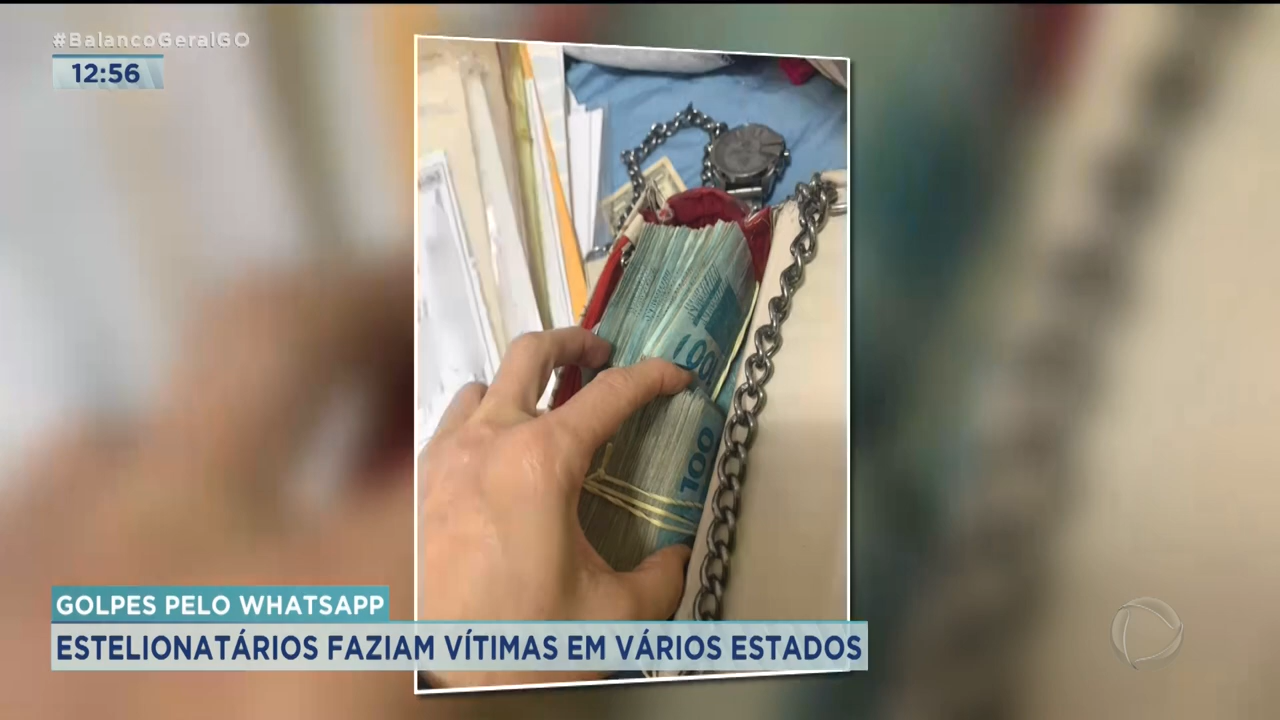 #BalancoGeralGO
12:56
100
100
GOLPES PELO WHATSAPP
ESTELIONATÁRIOS FAZIAM VÍTIMAS EM VÁRIOS ESTADOS